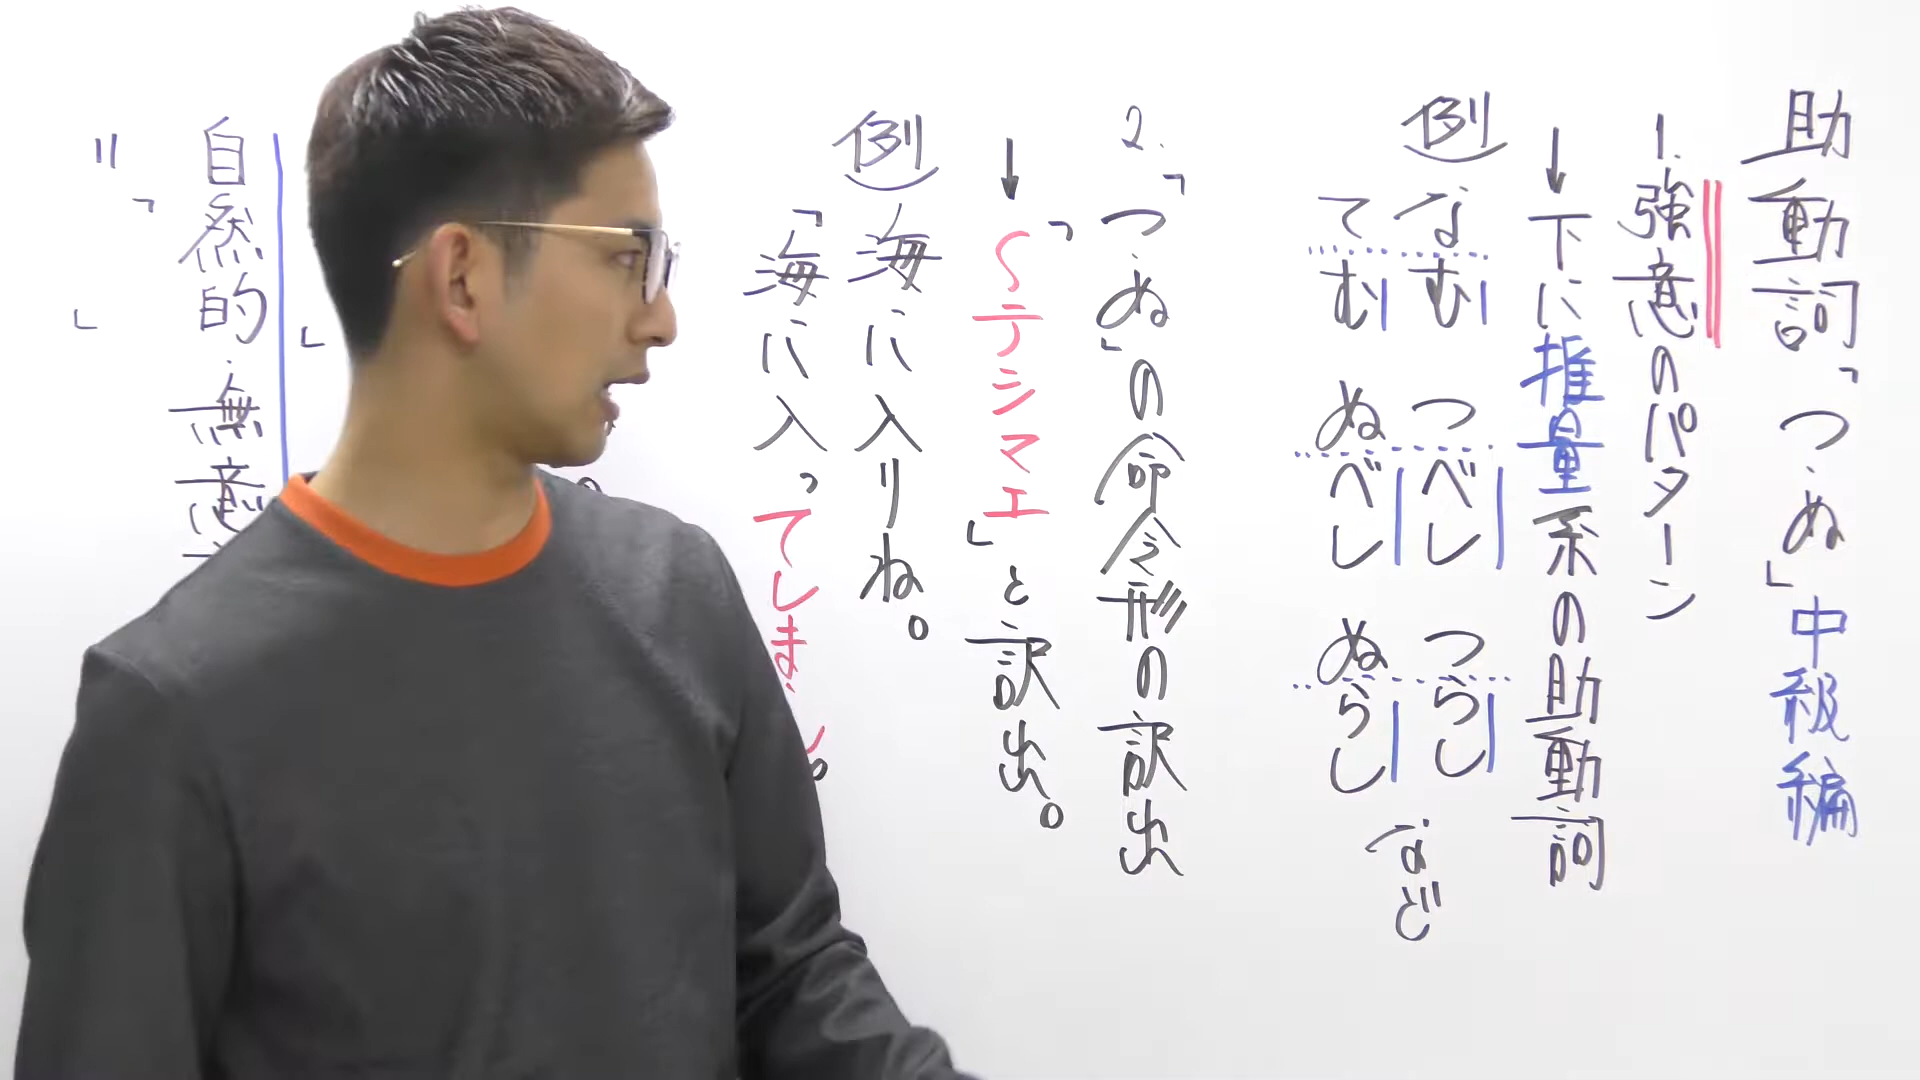 助動詞「つ・ぬ」中級編
1. 強意のパターン
↓下に推量系の助動詞
例 なむ つべし つらし など
てむ ぬべし ぬらし
2.「つ・ぬ」の命令形の訳出
↓「〜テシマエ」と訳出。
例 海に入りね。
「海に入ってしま
自然的・無意